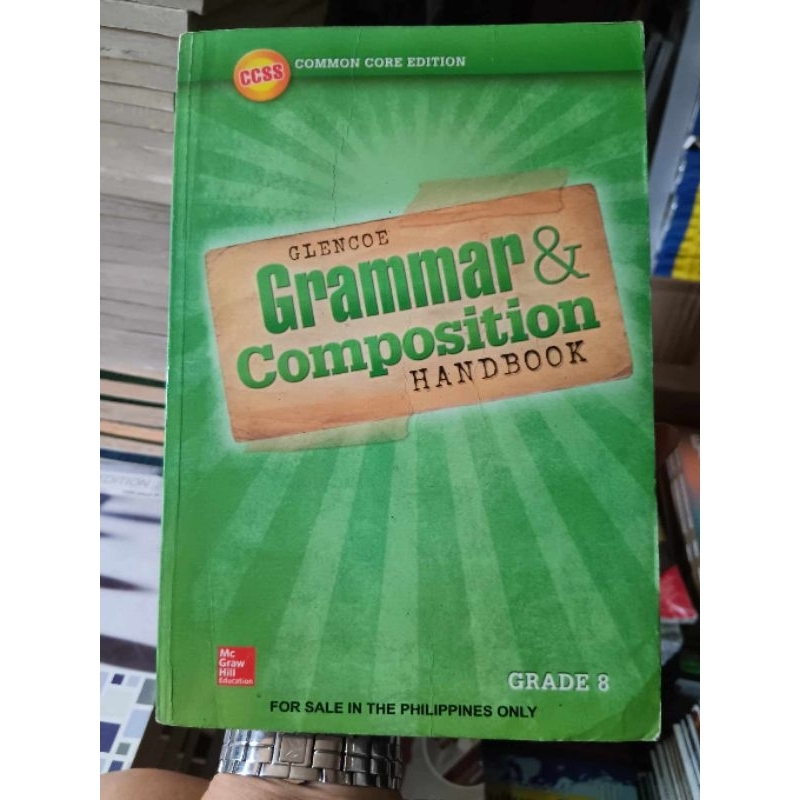 CCSS COMMON CORE EDITION
GLENCOE
Grammar &
Composition
HANDBOOK
Mc
Graw
Hill
Education
GRADE 8
FOR SALE IN THE PHILIPPINES ONLY
EDITION